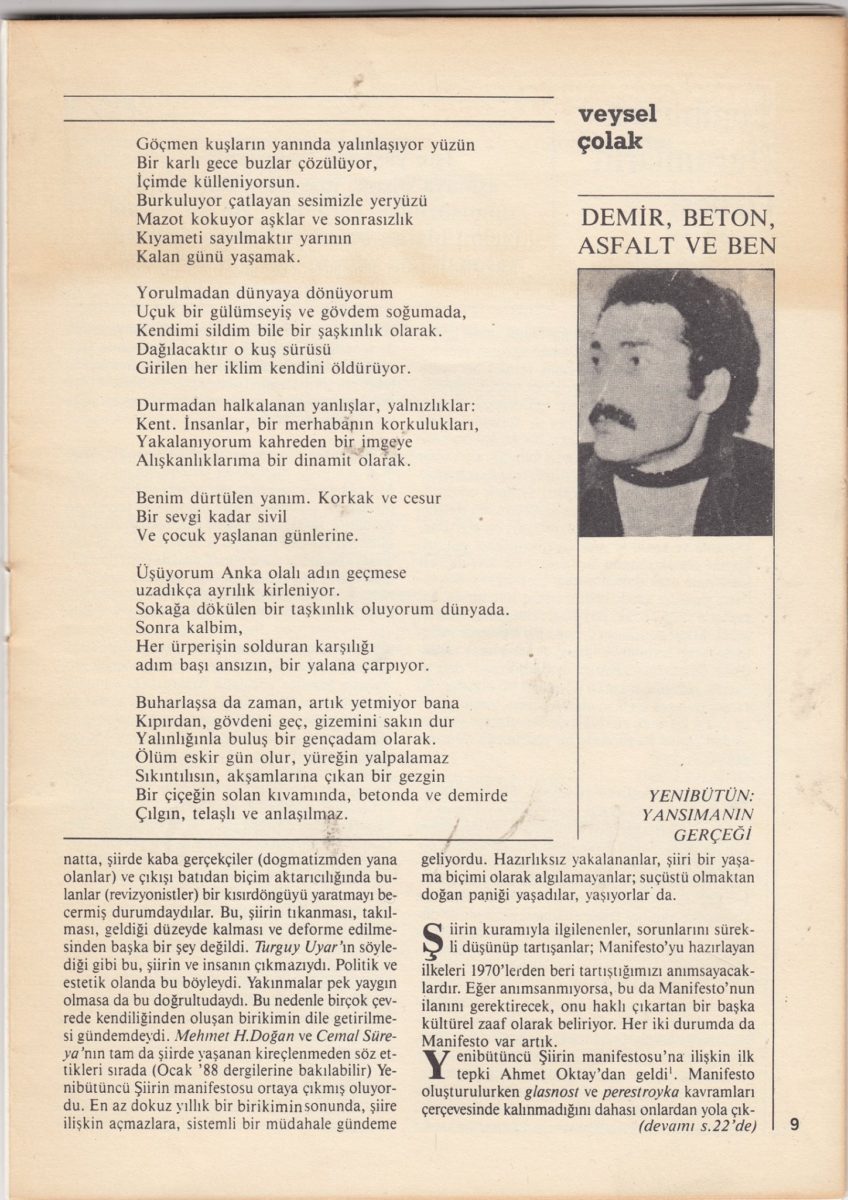 veysel
çolak
DEMİR, BETON,
ASFALT VE BEN
Göçmen kuşların yanında yalınlaşıyor yüzün
Bir karlı gece buzlar çözülüyor,
İçimde külleniyorsun.
Burkuluyor çatlayan sesimizle yeryüzü
Mazot kokuyor aşklar ve sonrasızlık
Kıyameti sayılmaktır yarının
Kalan günü yaşamak.
Yorulmadan dünyaya dönüyorum
Uçuk bir gülümseyiş ve gövdem soğumada,
Kendimi sildim bile bir şaşkınlık olarak.
Dağılacaktır o kuş sürüsü
Girilen her iklim kendini öldürüyor.
Durmadan halkalanan yanlışlar, yalnızlıklar:
Kent. İnsanlar, bir merhabanın korkulukları,
Yakalanıyorum kahreden bir imgeye
Alışkanlıklarıma bir dinamit olarak.
Benim dürtülen yanım. Korkak ve cesur
Bir sevgi kadar sivil
Ve çocuk yaşlanan günlerine.
Üşüyorum Anka olalı adın geçmese
uzadıkça ayrılık kirleniyor.
Sokağa dökülen bir taşkınlık oluyorum dünyada.
Sonra kalbim,
Her ürperişin solduran karşılığı
adım başı ansızın, bir yalana çarpıyor.
Buharlaşsa da zaman, artık yetmiyor bana
Kıpırdan, gövdeni geç, gizemini sakın dur
Yalınlığınla buluş bir gençadam olarak.
Ölüm eskir gün olur, yüreğin yalpalamaz
Sıkıntılısın, akşamlarına çıkan bir gezgin
Bir çiçeğin solan kıvamında, betonda ve demirde
Çılgın, telaşlı ve anlaşılmaz.
YENİBÜTÜN:
YANSIMANIN
GERÇEĞİ
natta, şiirde kaba gerçekçiler (dogmatizmden yana
olanlar) ve çıkışı batıdan biçim aktarıcılığında bu-
lanlar (revizyonistler) bir kısırdöngüyü yaratmayı be-
cermiş durumdaydılar. Bu, şiirin tıkanması, takıl-
ması, geldiği düzeyde kalması ve deforme edilme-
sinden başka bir şey değildi. Turguy Uyar'ın söyle-
diği gibi bu, şiirin ve insanın çıkmazıydı. Politik ve
estetik olanda bu böyleydi. Yakınmalar pek yaygın
olmasa da bu doğrultudaydı. Bu nedenle birçok çev-
rede kendiliğinden oluşan birikimin dile getirilme-
si gündemdeydi. Mehmet H.Doğan ve Cemal Süre-
ya'nın tam da şiirde yaşanan kireçlenmeden söz et-
tikleri sırada (Ocak '88 dergilerine bakılabilir) Ye-
nibütüncü Şiirin manifestosu ortaya çıkmış oluyor-
du. En az dokuz yıllık bir birikimin sonunda, şiire
ilişkin açmazlara, sistemli bir müdahale gündeme
geliyordu. Hazırlıksız yakalananlar, şiiri bir yaşa-
ma biçimi olarak algılamayanlar; suçüstü olmaktan
doğan paniği yaşadılar, yaşıyorlar da.
Şiirin kuramıyla ilgilenenler, sorunlarını sürek-
li düşünüp tartışanlar; Manifesto'yu hazırlayan
ilkeleri 1970'lerden beri tartıştığımızı anımsayacak-
lardır. Eğer anımsanmıyorsa, bu da Manifesto'nun
ilanını gerektirecek, onu haklı çıkartan bir başka
kültürel zaaf olarak beliriyor. Her iki durumda da
Manifesto var artık.
Yenibütüncü Şiirin manifestosu'na ilişkin ilk
tepki Ahmet Oktay'dan geldi¹. Manifesto
oluşturulurken glasnost ve perestroyka kavramları
çerçevesinde kalınmadığını dahası onlardan yola çık-
(devamı s.22'de)
9